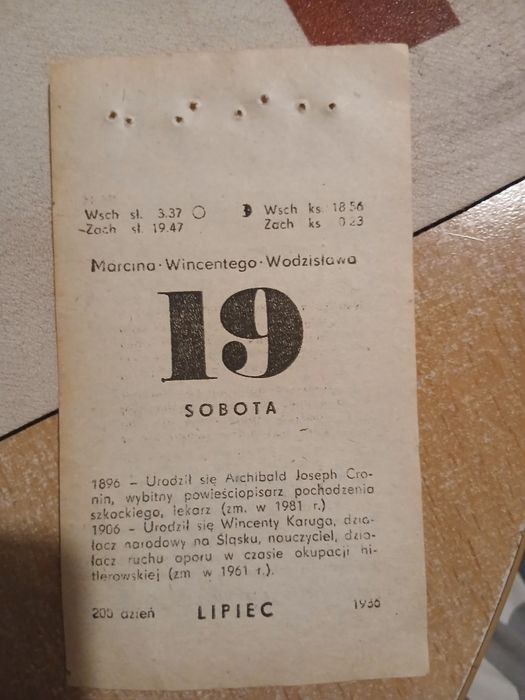 Wsch sł. 3.37 Wsch ks 18 56
Zach sł. 19.47 Zach ks 0 23
Marcina · Wincentego · Wodzisława
19
SOBOTA
1896 – Urodził się Archibald Joseph Cro-
nin, wybitny powieściopisarz pochodzenia
szkockiego, lekarz (zm. w 1981 r.)
1906 – Urodził się Wincenty Karuga, dzia-
łacz narodowy na Śląsku, nauczyciel, dzia-
łacz ruchu oporu w czasie okupacji hi-
tlerowskiej (zm w 1961 r.).
200 dzień LIPIEC 1986